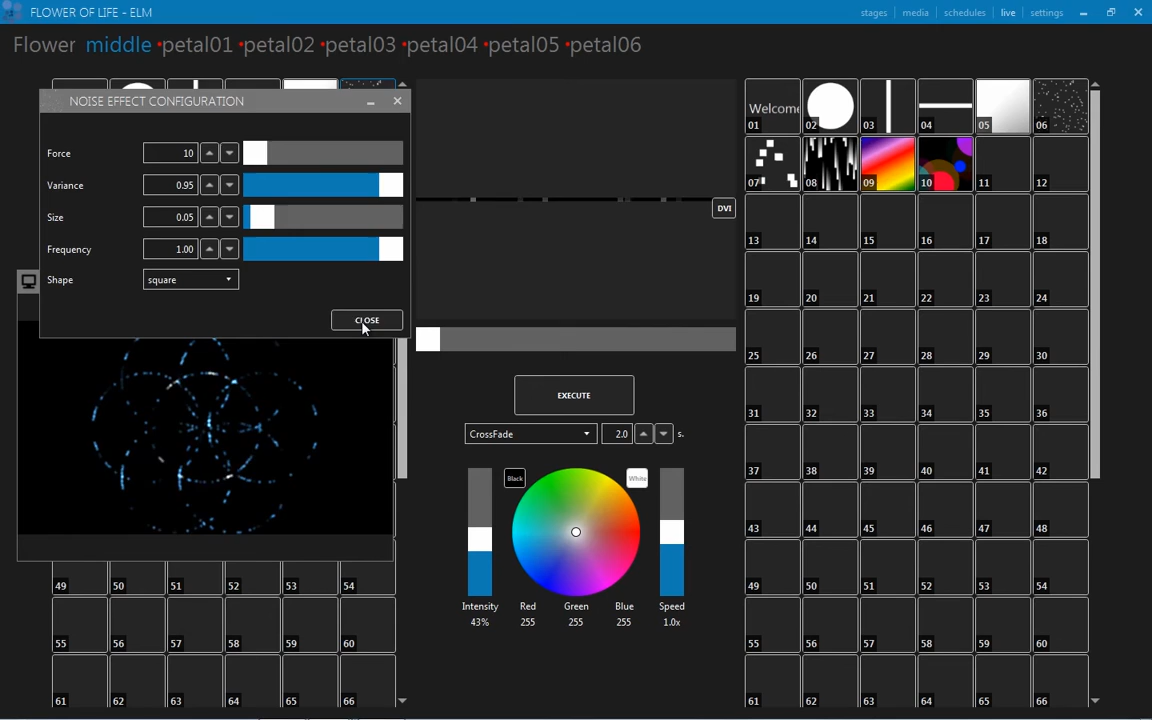 FLOWER OF LIFE - ELM
stages media schedules live settings
Flower middle petal01 petal02 petal03 petal04 petal05 petal06
NOISE EFFECT CONFIGURATION
Force 10
Variance 0.95
Size 0.05
Frequency 1.00
Shape square
CLOSE
49 50 51 52 53 54
55 56 57 58 59 60
61 62 63 64 65 66
DVI
EXECUTE
CrossFade 2.0 s.
Black White
Intensity Red Green Blue Speed
43% 255 255 255 1.0x
Welcome
01 02 03 04 05 06
07 08 09 10 11 12
13 14 15 16 17 18
19 20 21 22 23 24
25 26 27 28 29 30
31 32 33 34 35 36
37 38 39 40 41 42
43 44 45 46 47 48
49 50 51 52 53 54
55 56 57 58 59 60
61 62 63 64 65 66